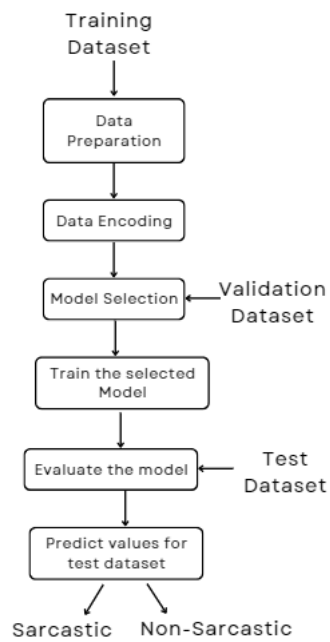 Training
Dataset
Data
Preparation
Data Encoding
Model Selection
Validation
Dataset
Train the selected
Model
Evaluate the model
Test
Dataset
Predict values for
test dataset
Sarcastic
Non-Sarcastic